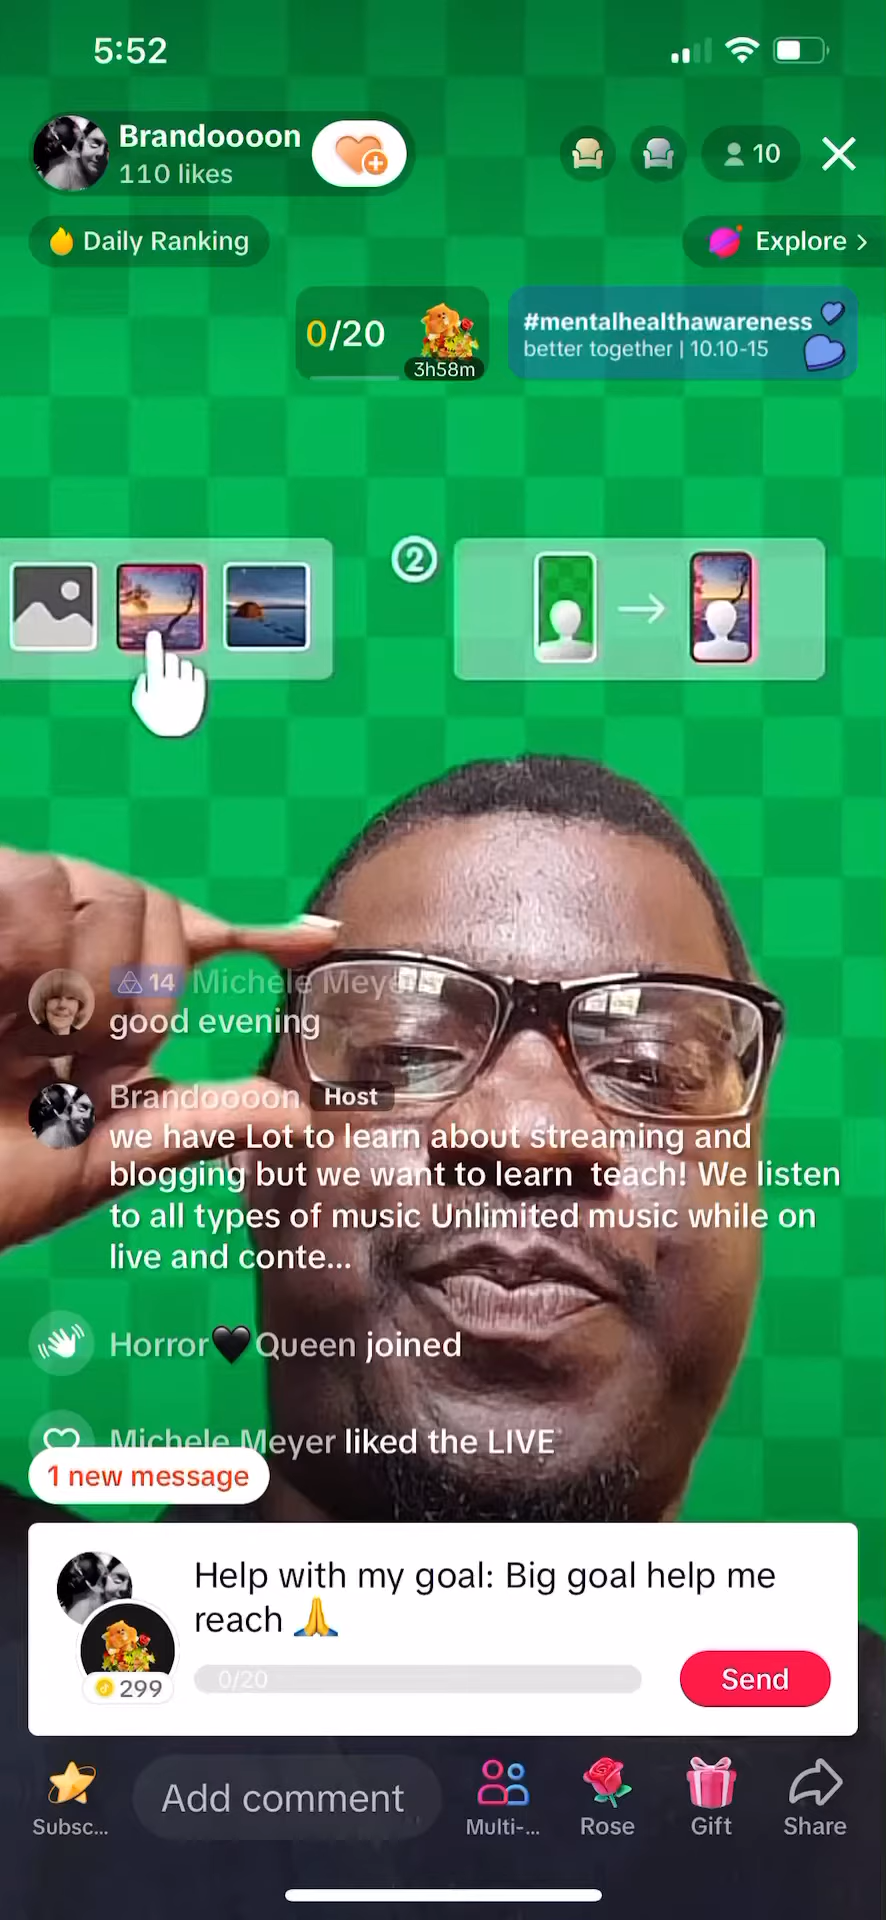 5:52
Brandoooon
110 likes
10
Daily Ranking
Explore >
0/20
3h58m
#mentalhealthawareness
better together | 10.10-15
2
14 Michele Meyer
good evening
Brandoooon Host
we have Lot to learn about streaming and
blogging but we want to learn teach! We listen
to all types of music Unlimited music while on
live and conte...
Horror🖤Queen joined
Michele Meyer liked the LIVE
1 new message
Help with my goal: Big goal help me
reach 🙏
0/20
299
Send
Subsc...
Add comment
Multi-...
Rose
Gift
Share